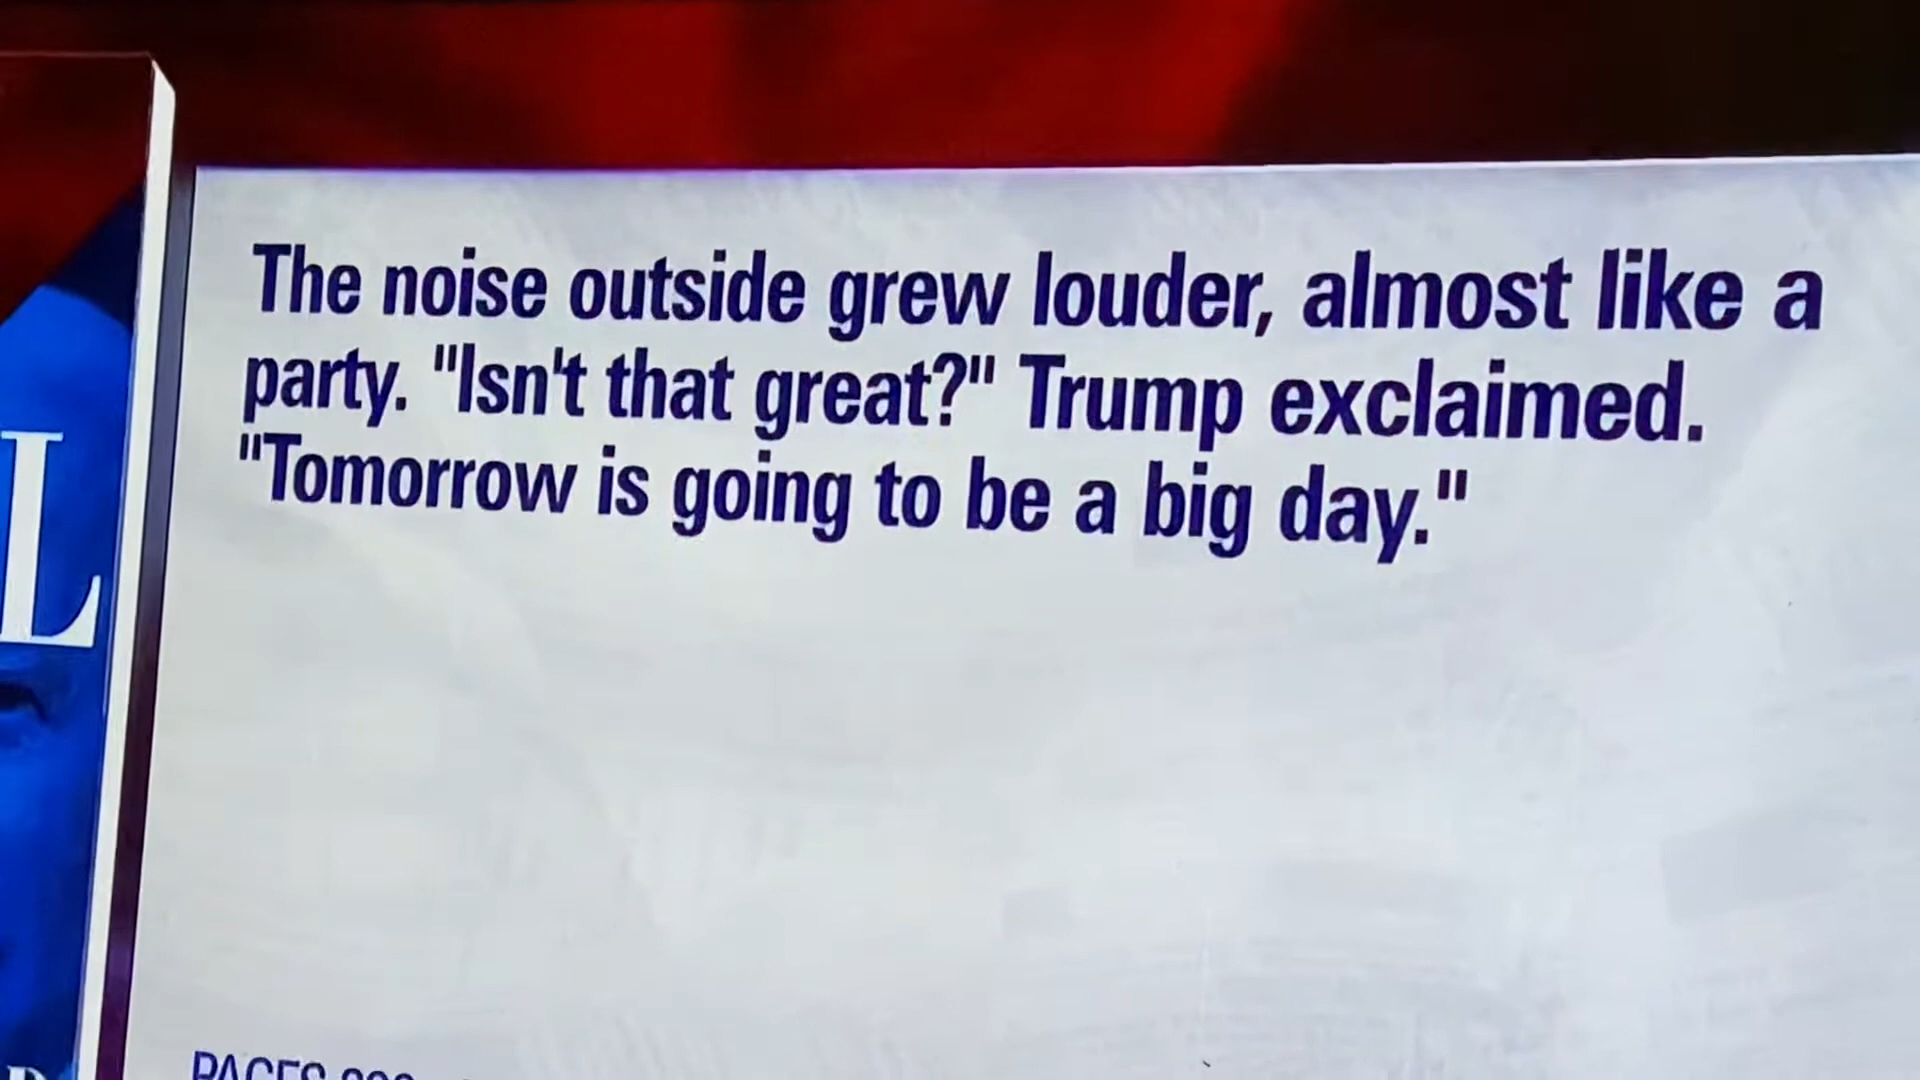 The noise outside grew louder, almost like a
party. "Isn't that great?" Trump exclaimed.
"Tomorrow is going to be a big day."
L
PAGES